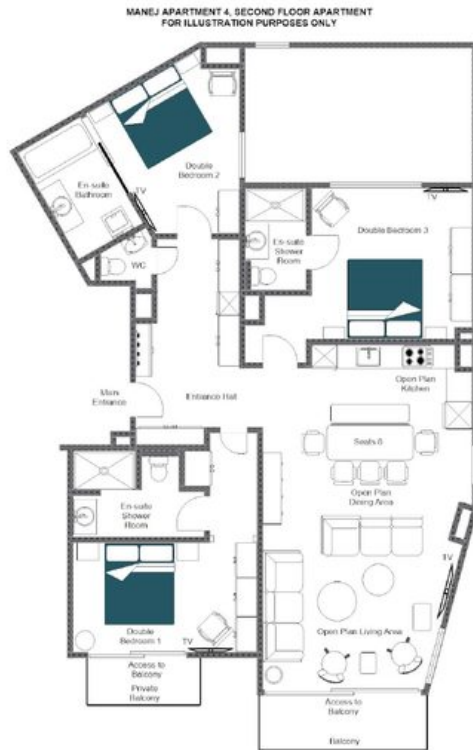 MANEJ APARTMENT 4, SECOND FLOOR APARTMENT
FOR ILLUSTRATION PURPOSES ONLY
Double
Bedroom 2
TV
En-suite
Bathroom
WC
En-suite
Shower
Room
TV
Double Bedroom 3
Main
Entrance
Entrance Hall
Open Plan
Kitchen
Seats 8
Open Plan
Dining Area
En-suite
Shower
Room
Double
Bedroom 1
TV
TV
Open Plan Living Area
Access to
Balcony
Private
Balcony
Access to
Balcony
Balcony